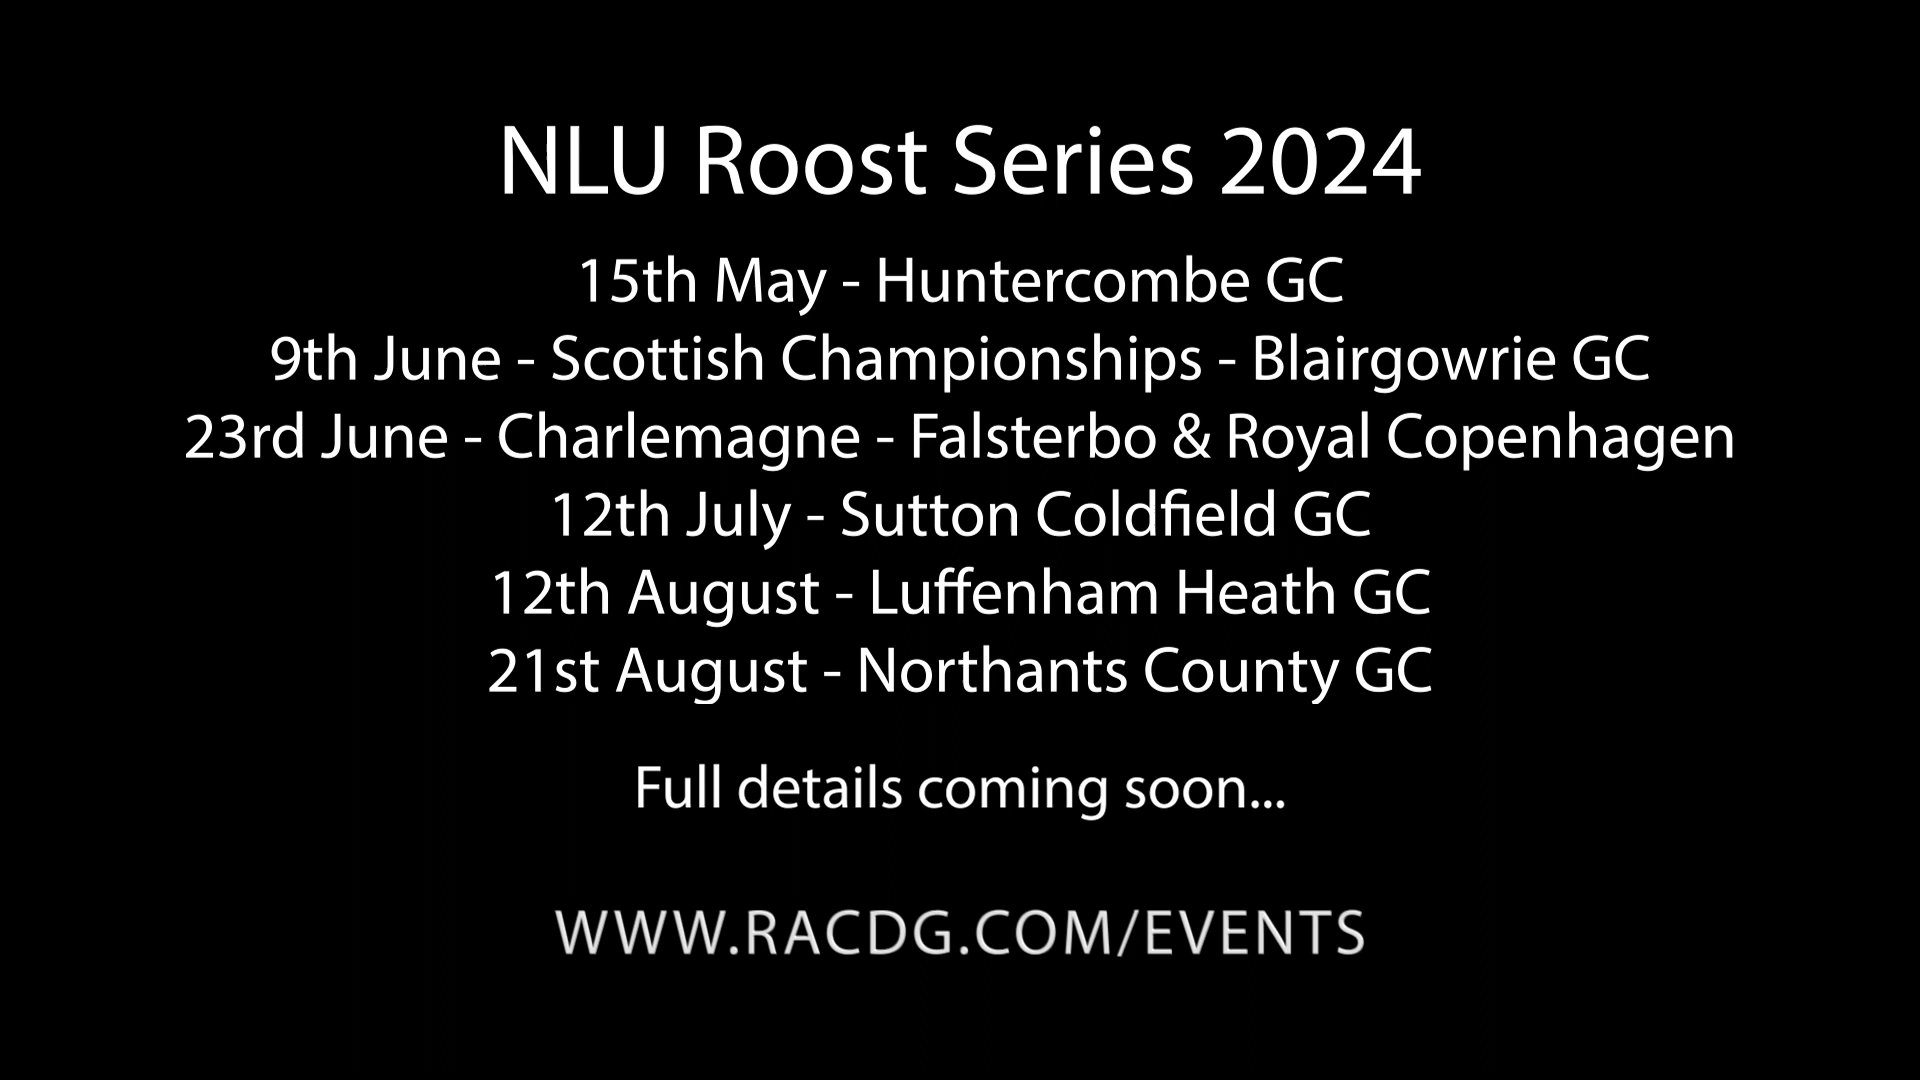 NLU Roost Series 2024
15th May - Huntercombe GC
9th June - Scottish Championships - Blairgowrie GC
23rd June - Charlemagne - Falsterbo & Royal Copenhagen
12th July - Sutton Coldfield GC
12th August - Luffenham Heath GC
21st August - Northants County GC
Full details coming soon...
WWW.RACDG.COM/EVENTS